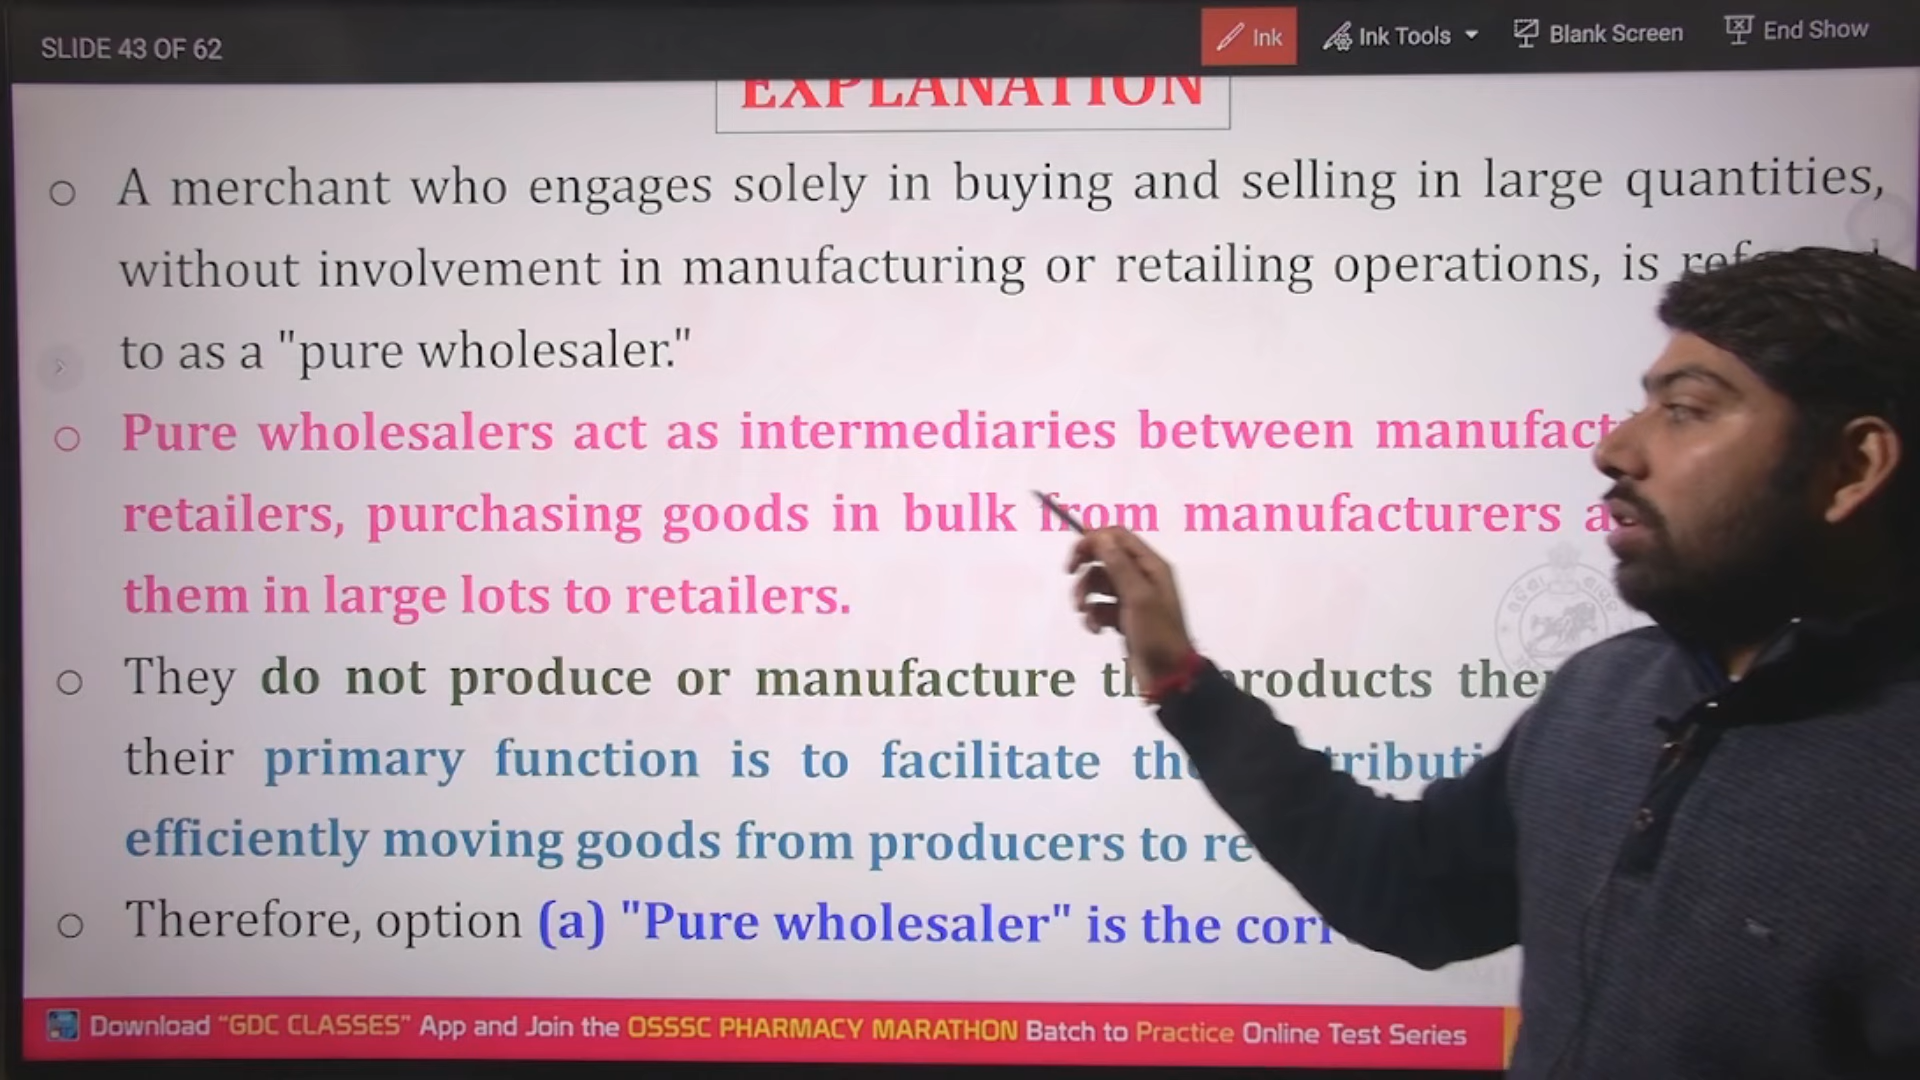 SLIDE 43 OF 62
Ink
Ink Tools
Blank Screen
End Show
EXPLANATION
A merchant who engages solely in buying and selling in large quantities,
without involvement in manufacturing or retailing operations, is
to as a "pure wholesaler."
Pure wholesalers act as intermediaries between
retailers, purchasing goods in bulk from manufacturers
them in large lots to retailers.
They do not produce or manufacture products
their primary function is to facilitate
efficiently moving goods from producers to
Therefore, option (a) "Pure wholesaler" is the
Download "GDC CLASSES" App and Join the OSSSC PHARMACY MARATHON Batch to Practice Online Test Series